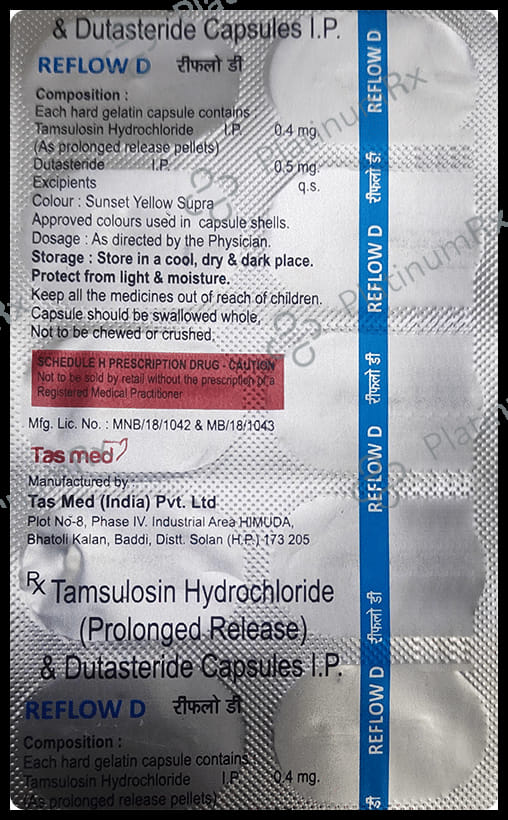 & Dutasteride Capsules I.P.
REFLOW D रीफलो डी
Composition :
Each hard gelatin capsule contains
Tamsulosin Hydrochloride I.P. 0.4 mg.
(As prolonged release pellets)
Dutasteride I.P. 0.5 mg.
Excipients q.s.
Colour : Sunset Yellow Supra
Approved colours used in capsule shells.
Dosage : As directed by the Physician.
Storage : Store in a cool, dry & dark place.
Protect from light & moisture.
Keep all the medicines out of reach of children.
Capsule should be swallowed whole,
Not to be chewed or crushed.
SCHEDULE H PRESCRIPTION DRUG - CAUTION
Not to be sold by retail without the prescription of a
Registered Medical Practitioner
Mfg. Lic. No. : MNB/18/1042 & MB/18/1043
Tas med
Manufactured by :
Tas Med (India) Pvt. Ltd
Plot No-8, Phase IV. Industrial Area HIMUDA,
Bhatoli Kalan, Baddi, Distt. Solan (H.P.) 173 205
Rx Tamsulosin Hydrochloride
(Prolonged Release)
& Dutasteride Capsules I.P.
REFLOW D रीफलो डी
Composition :
Each hard gelatin capsule contains :
Tamsulosin Hydrochloride I.P. 0.4 mg.
(As prolonged release pellets)
REFLOW D
रीफलो डी
REFLOW D
रीफलो डी
REFLOW D
रीफलो डी
REFLOW D
डी
PlatinumRx
PlatinumRx
PlatinumRx